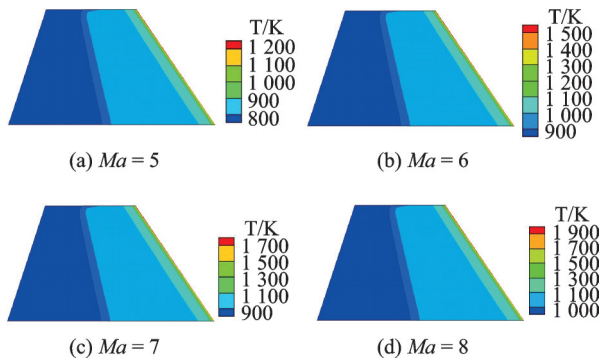 T/K
1 200
1 100
1 000
900
800
(a) Ma = 5
T/K
1 500
1 400
1 300
1 200
1 100
1 000
900
(b) Ma = 6
T/K
1 700
1 500
1 300
1 100
900
(c) Ma = 7
T/K
1 900
1 700
1 500
1 300
1 100
1 000
(d) Ma = 8